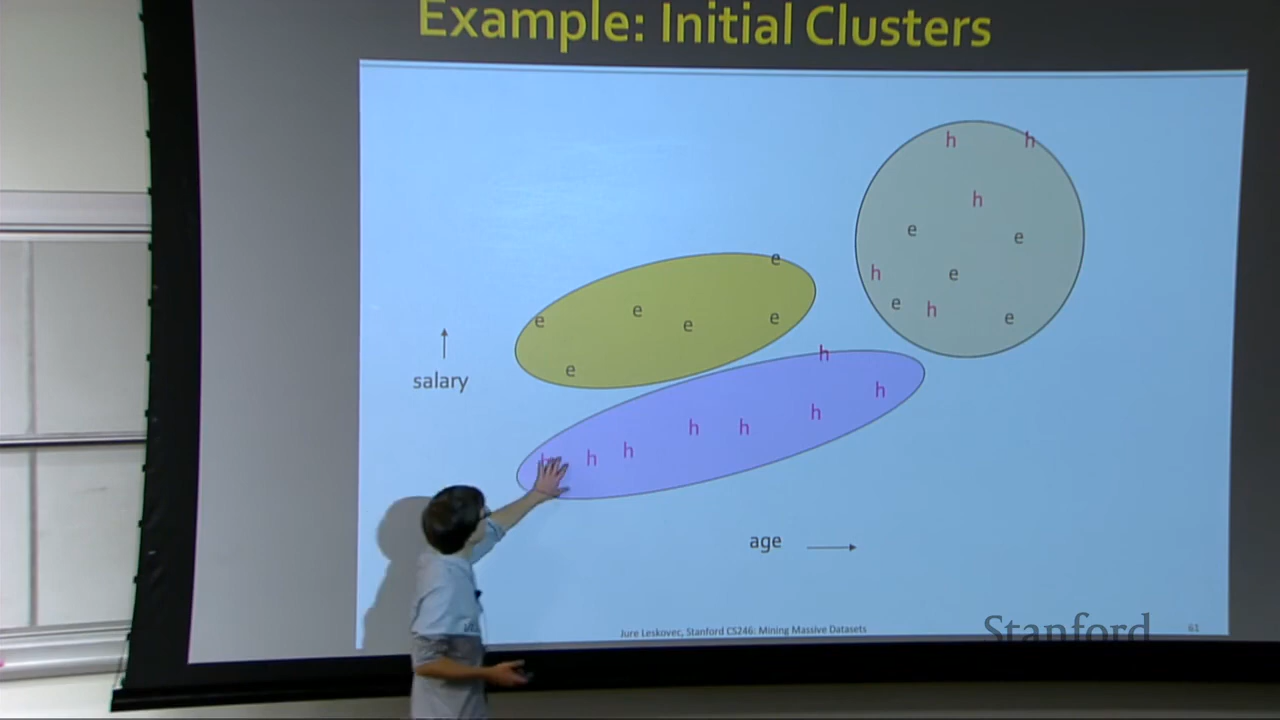 Example: Initial Clusters
h h
h
e e
e
h e
e h e
e e e e
e
e
salary
h
h
h h h
h h
h
age
Jure Leskovec, Stanford CS246: Mining Massive Datasets
Stanford
61